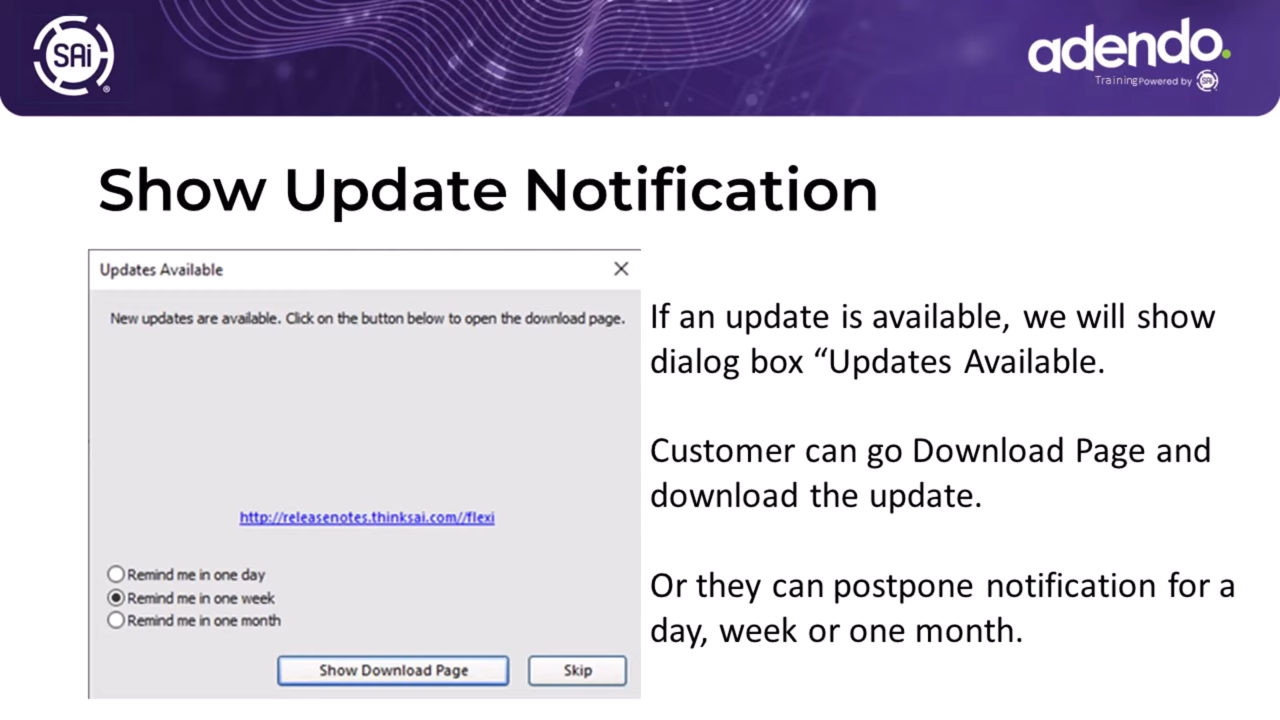 SAi
adendo.
Training Powered by SAi
Show Update Notification
Updates Available
New updates are available. Click on the button below to open the download page.
http://releasenotes.thinksai.com//flexi
Remind me in one day
Remind me in one week
Remind me in one month
Show Download Page
Skip
If an update is available, we will show
dialog box “Updates Available.
Customer can go Download Page and
download the update.
Or they can postpone notification for a
day, week or one month.